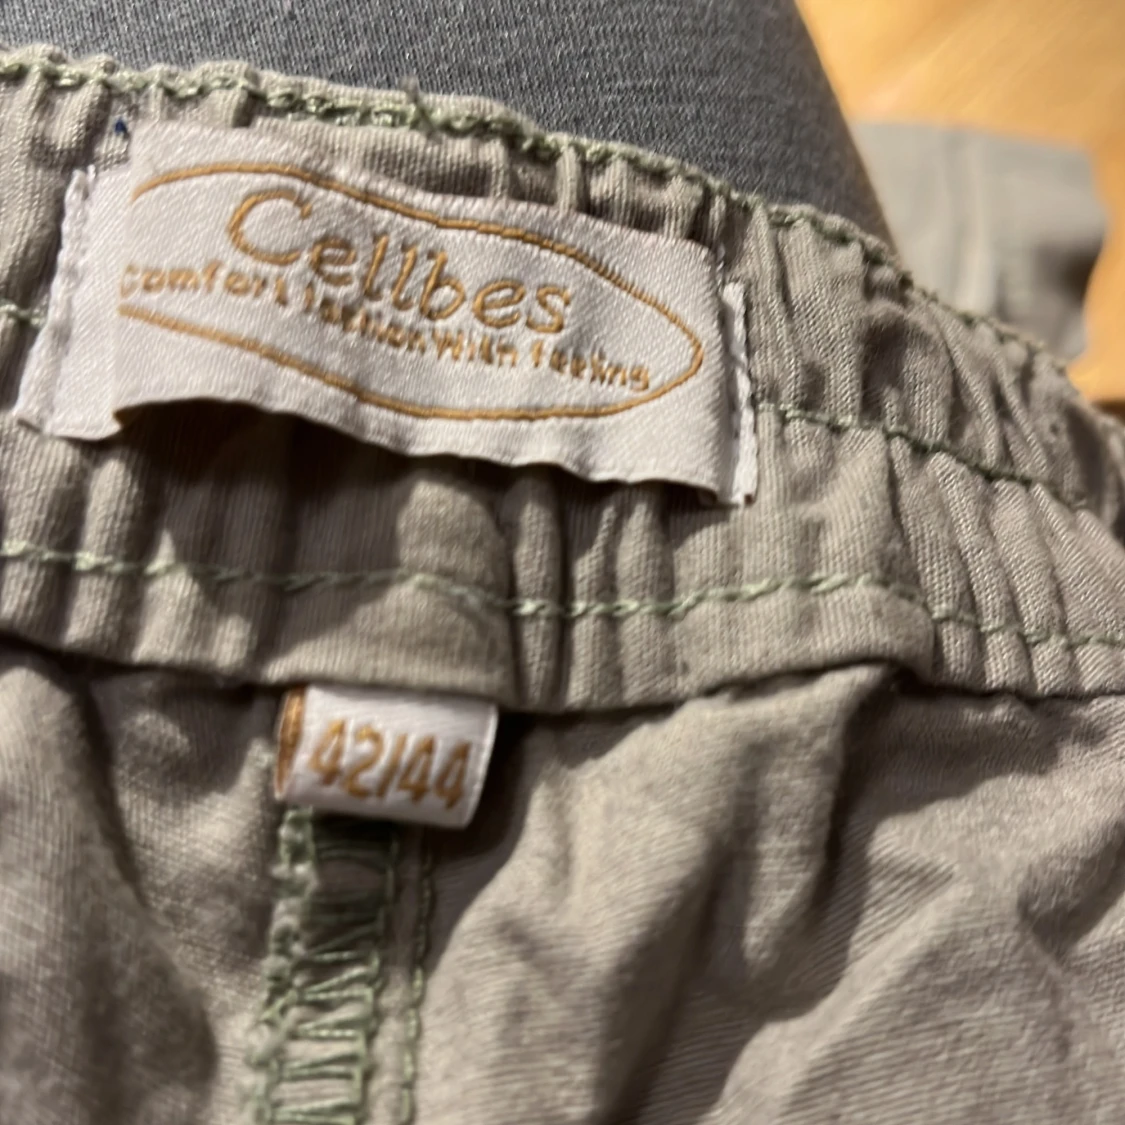 Cellbes
comfort fashion with feeling
42/44